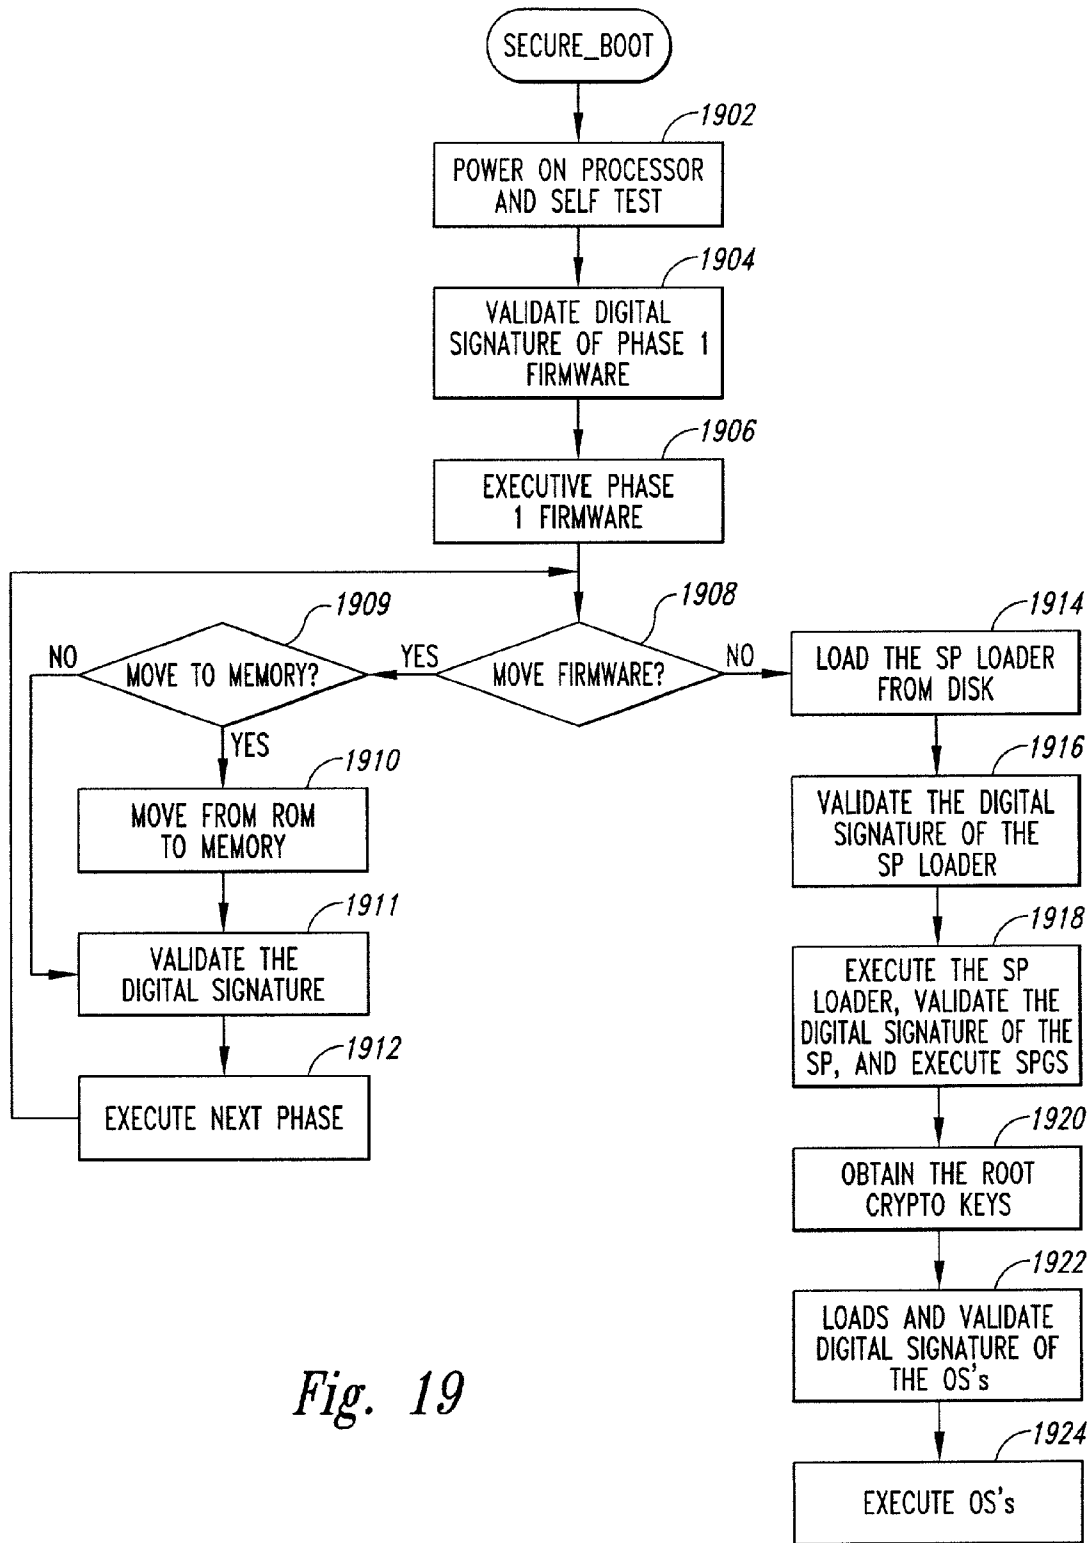 SECURE_BOOT
1902
POWER ON PROCESSOR
AND SELF TEST
1904
VALIDATE DIGITAL
SIGNATURE OF PHASE 1
FIRMWARE
1906
EXECUTIVE PHASE
1 FIRMWARE
1909
NO
MOVE TO MEMORY?
YES
1908
MOVE FIRMWARE?
NO
YES
1910
MOVE FROM ROM
TO MEMORY
1911
VALIDATE THE
DIGITAL SIGNATURE
1912
EXECUTE NEXT PHASE
1914
LOAD THE SP LOADER
FROM DISK
1916
VALIDATE THE DIGITAL
SIGNATURE OF THE
SP LOADER
1918
EXECUTE THE SP
LOADER, VALIDATE THE
DIGITAL SIGNATURE OF THE
SP, AND EXECUTE SPGS
1920
OBTAIN THE ROOT
CRYPTO KEYS
1922
LOADS AND VALIDATE
DIGITAL SIGNATURE OF
THE OS's
1924
EXECUTE OS's
Fig. 19